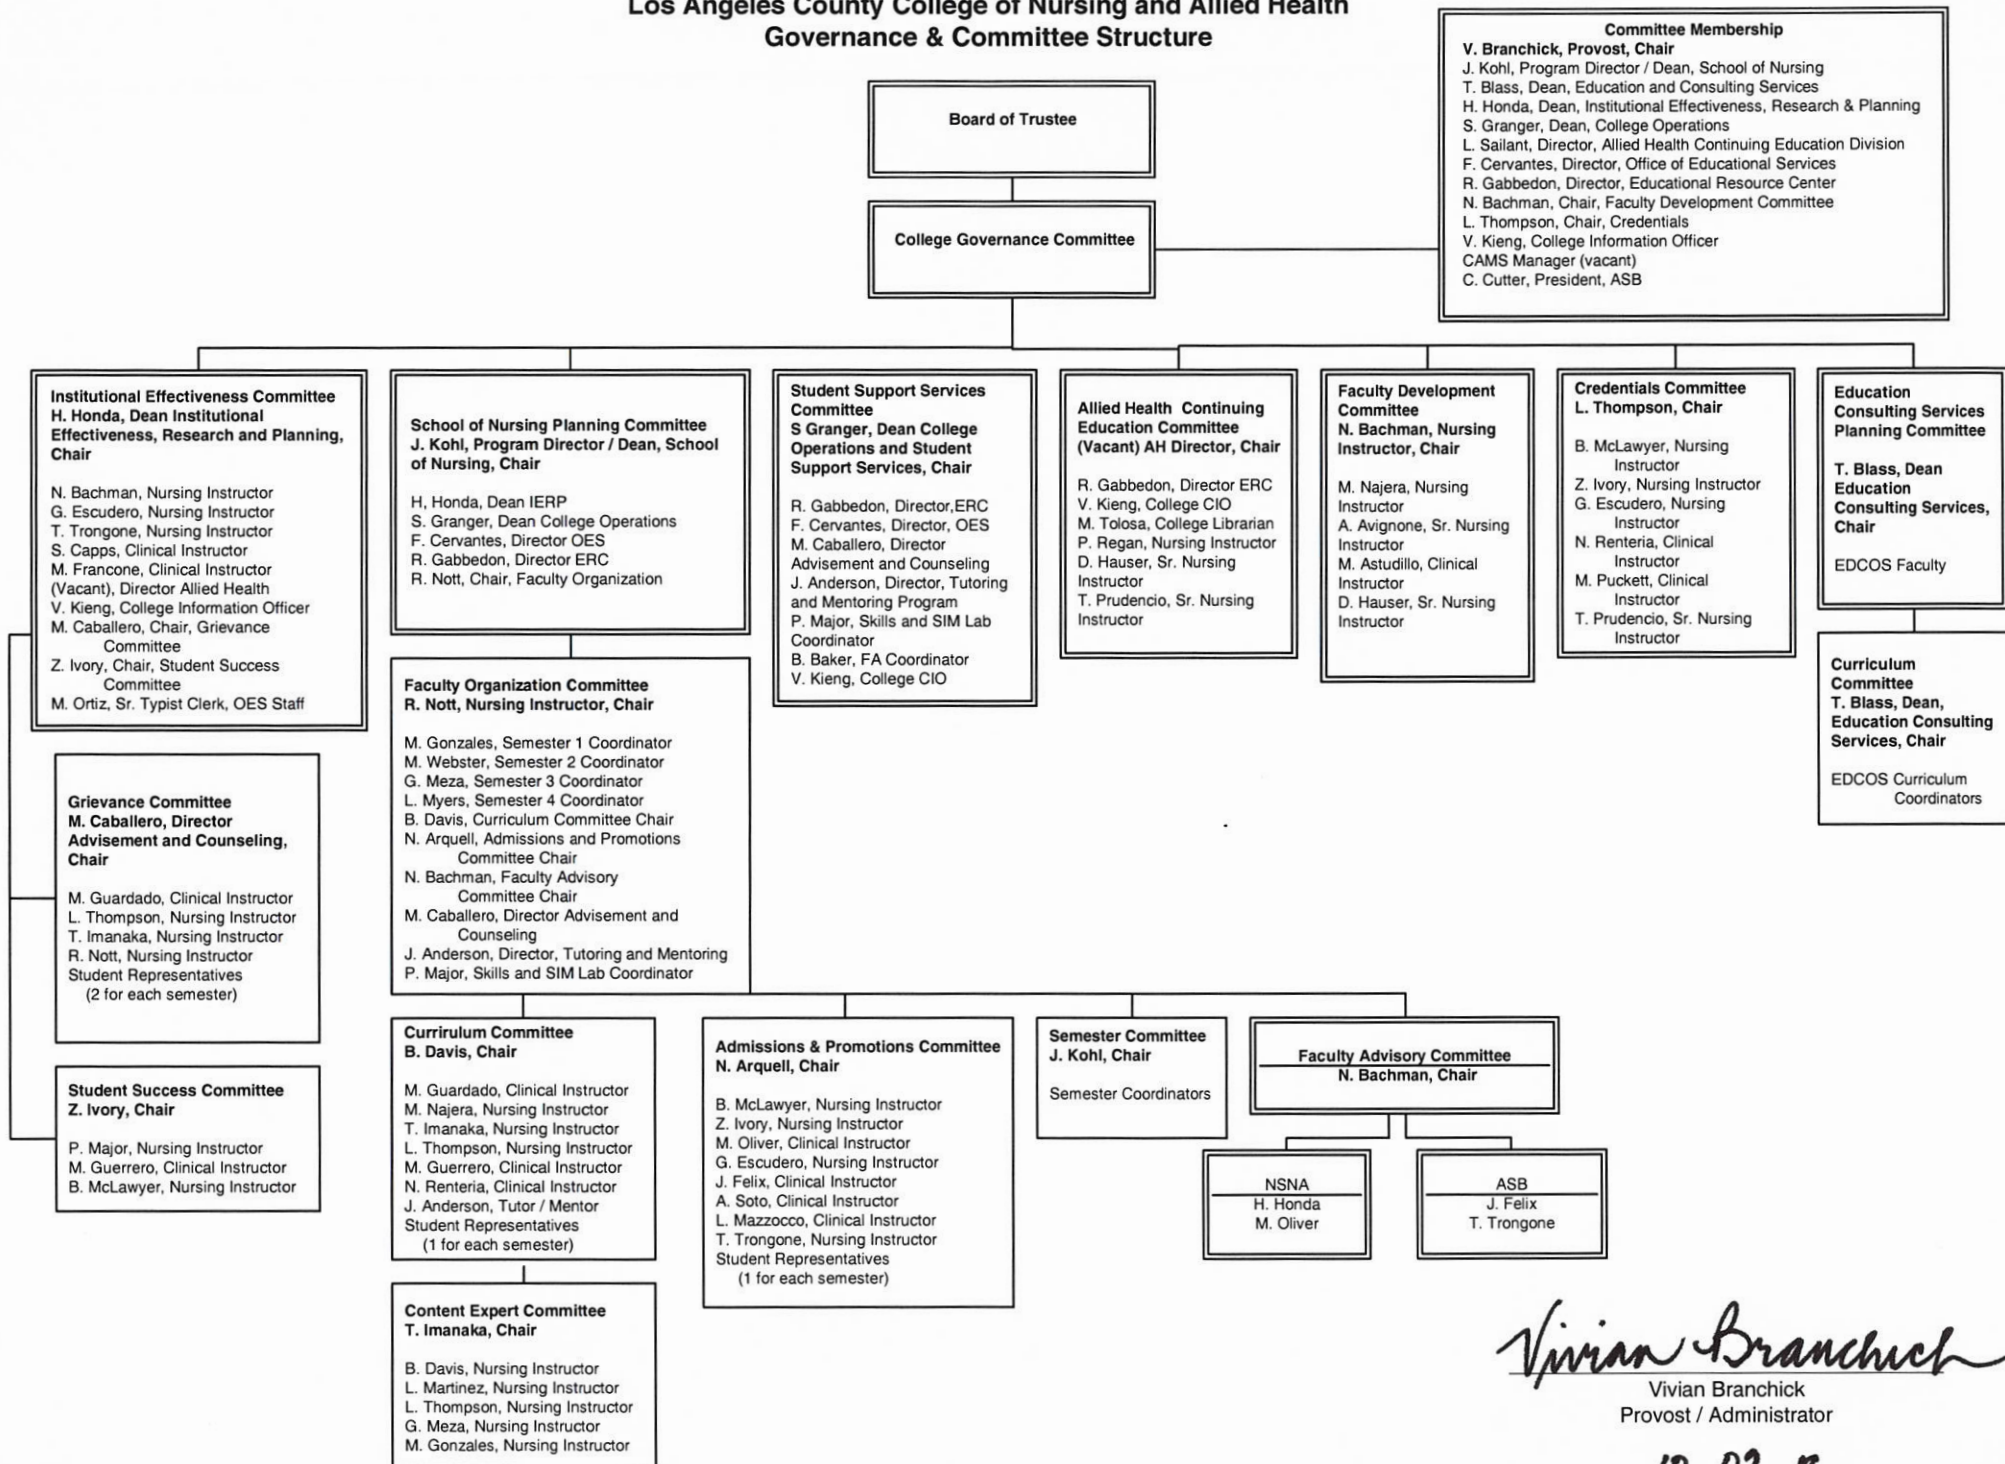 Los Angeles County College of Nursing and Allied Health
Governance & Committee Structure
Committee Membership
V. Branchick, Provost, Chair
J. Kohl, Program Director / Dean, School of Nursing
T. Blass, Dean, Education and Consulting Services
H. Honda, Dean, Institutional Effectiveness, Research & Planning
S. Granger, Dean, College Operations
L. Sailant, Director, Allied Health Continuing Education Division
F. Cervantes, Director, Office of Educational Services
R. Gabbedon, Director, Educational Resource Center
N. Bachman, Chair, Faculty Development Committee
L. Thompson, Chair, Credentials
V. Kieng, College Information Officer
CAMS Manager (vacant)
C. Cutter, President, ASB
Board of Trustee
College Governance Committee
Institutional Effectiveness Committee
H. Honda, Dean Institutional
Effectiveness, Research and Planning,
Chair
N. Bachman, Nursing Instructor
G. Escudero, Nursing Instructor
T. Trongone, Nursing Instructor
S. Capps, Clinical Instructor
M. Francone, Clinical Instructor
(Vacant), Director Allied Health
V. Kieng, College Information Officer
M. Caballero, Chair, Grievance
Committee
Z. Ivory, Chair, Student Success
Committee
M. Ortiz, Sr. Typist Clerk, OES Staff
School of Nursing Planning Committee
J. Kohl, Program Director / Dean, School
of Nursing, Chair
H, Honda, Dean IERP
S. Granger, Dean College Operations
F. Cervantes, Director OES
R. Gabbedon, Director ERC
R. Nott, Chair, Faculty Organization
Student Support Services
Committee
S Granger, Dean College
Operations and Student
Support Services, Chair
R. Gabbedon, Director,ERC
F. Cervantes, Director, OES
M. Caballero, Director
Advisement and Counseling
J. Anderson, Director, Tutoring
and Mentoring Program
P. Major, Skills and SIM Lab
Coordinator
B. Baker, FA Coordinator
V. Kieng, College CIO
Allied Health Continuing
Education Committee
(Vacant) AH Director, Chair
R. Gabbedon, Director ERC
V. Kieng, College CIO
M. Tolosa, College Librarian
P. Regan, Nursing Instructor
D. Hauser, Sr. Nursing
Instructor
T. Prudencio, Sr. Nursing
Instructor
Faculty Development
Committee
N. Bachman, Nursing
Instructor, Chair
M. Najera, Nursing
Instructor
A. Avignone, Sr. Nursing
Instructor
M. Astudillo, Clinical
Instructor
D. Hauser, Sr. Nursing
Instructor
Credentials Committee
L. Thompson, Chair
B. McLawyer, Nursing
Instructor
Z. Ivory, Nursing Instructor
G. Escudero, Nursing
Instructor
N. Renteria, Clinical
Instructor
M. Puckett, Clinical
Instructor
T. Prudencio, Sr. Nursing
Instructor
Education
Consulting Services
Planning Committee
T. Blass, Dean
Education
Consulting Services,
Chair
EDCOS Faculty
Curriculum
Committee
T. Blass, Dean,
Education Consulting
Services, Chair
EDCOS Curriculum
Coordinators
Grievance Committee
M. Caballero, Director
Advisement and Counseling,
Chair
M. Guardado, Clinical Instructor
L. Thompson, Nursing Instructor
T. Imanaka, Nursing Instructor
R. Nott, Nursing Instructor
Student Representatives
(2 for each semester)
Student Success Committee
Z. Ivory, Chair
P. Major, Nursing Instructor
M. Guerrero, Clinical Instructor
B. McLawyer, Nursing Instructor
Faculty Organization Committee
R. Nott, Nursing Instructor, Chair
M. Gonzales, Semester 1 Coordinator
M. Webster, Semester 2 Coordinator
G. Meza, Semester 3 Coordinator
L. Myers, Semester 4 Coordinator
B. Davis, Curriculum Committee Chair
N. Arquell, Admissions and Promotions
Committee Chair
N. Bachman, Faculty Advisory
Committee Chair
M. Caballero, Director Advisement and
Counseling
J. Anderson, Director, Tutoring and Mentoring
P. Major, Skills and SIM Lab Coordinator
Currirulum Committee
B. Davis, Chair
M. Guardado, Clinical Instructor
M. Najera, Nursing Instructor
T. Imanaka, Nursing Instructor
L. Thompson, Nursing Instructor
M. Guerrero, Clinical Instructor
N. Renteria, Clinical Instructor
J. Anderson, Tutor / Mentor
Student Representatives
(1 for each semester)
Content Expert Committee
T. Imanaka, Chair
B. Davis, Nursing Instructor
L. Martinez, Nursing Instructor
L. Thompson, Nursing Instructor
G. Meza, Nursing Instructor
M. Gonzales, Nursing Instructor
Admissions & Promotions Committee
N. Arquell, Chair
B. McLawyer, Nursing Instructor
Z. Ivory, Nursing Instructor
M. Oliver, Clinical Instructor
G. Escudero, Nursing Instructor
J. Felix, Clinical Instructor
A. Soto, Clinical Instructor
L. Mazzocco, Clinical Instructor
T. Trongone, Nursing Instructor
Student Representatives
(1 for each semester)
Semester Committee
J. Kohl, Chair
Semester Coordinators
Faculty Advisory Committee
N. Bachman, Chair
NSNA
H. Honda
M. Oliver
ASB
J. Felix
T. Trongone
Vivian Branchick
Vivian Branchick
Provost / Administrator